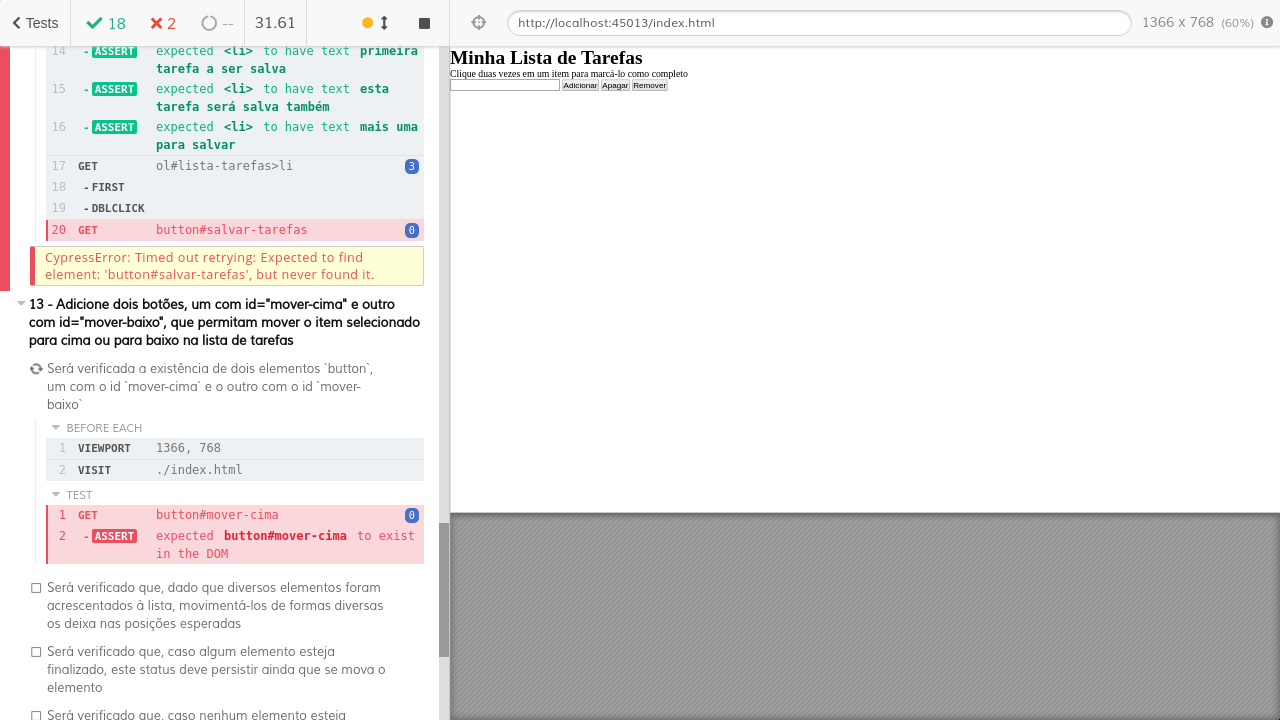 Tests 18 2 -- 31.61 http://localhost:45013/index.html 1366 x 768 (60%)
14 - ASSERT expected <li> to have text primeira
tarefa a ser salva
15 - ASSERT expected <li> to have text esta
tarefa será salva também
16 - ASSERT expected <li> to have text mais uma
para salvar
17 GET ol#lista-tarefas>li 3
18 - FIRST
19 - DBLCLICK
20 GET button#salvar-tarefas 0
CypressError: Timed out retrying: Expected to find
element: 'button#salvar-tarefas', but never found it.
13 - Adicione dois botões, um com id="mover-cima" e outro
com id="mover-baixo", que permitam mover o item selecionado
para cima ou para baixo na lista de tarefas
Será verificada a existência de dois elementos `button`,
um com o id `mover-cima` e o outro com o id `mover-
baixo`
BEFORE EACH
1 VIEWPORT 1366, 768
2 VISIT ./index.html
TEST
1 GET button#mover-cima 0
2 - ASSERT expected button#mover-cima to exist
in the DOM
Será verificado que, dado que diversos elementos foram
acrescentados à lista, movimentá-los de formas diversas
os deixa nas posições esperadas
Será verificado que, caso algum elemento esteja
finalizado, este status deve persistir ainda que se mova o
elemento
Será verificado que, caso nenhum elemento esteja
Minha Lista de Tarefas
Clique duas vezes em um item para marcá-lo como completo
Adicionar Apagar Remover